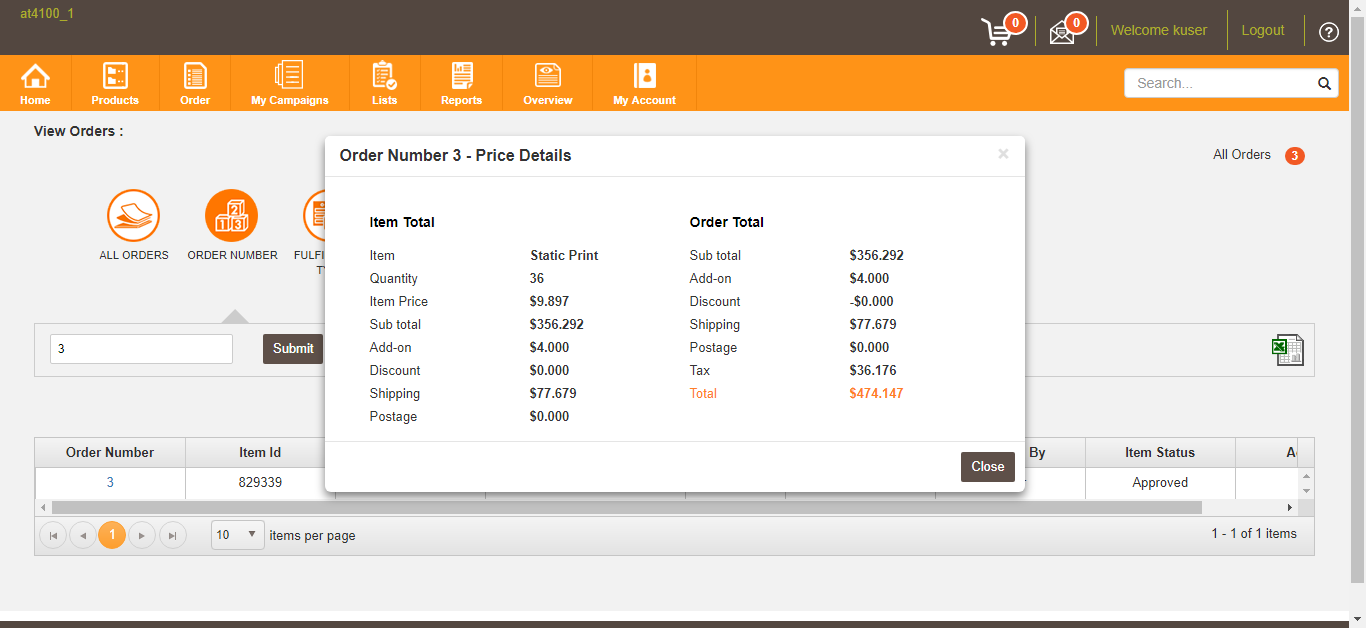 at4100_1
0
0
Welcome kuser
Logout
?
Home
Products
Order
My Campaigns
Lists
Reports
Overview
My Account
Search...
View Orders :
All Orders 3
ALL ORDERS
ORDER NUMBER
Order Number 3 - Price Details
×
Item Total
Item Static Print
Quantity 36
Item Price $9.897
Sub total $356.292
Add-on $4.000
Discount $0.000
Shipping $77.679
Postage $0.000
Order Total
Sub total $356.292
Add-on $4.000
Discount -$0.000
Shipping $77.679
Postage $0.000
Tax $36.176
Total $474.147
Close
3
Submit
Order Number Item Id By Item Status
3 829339 Approved
1
10 items per page
1 - 1 of 1 items